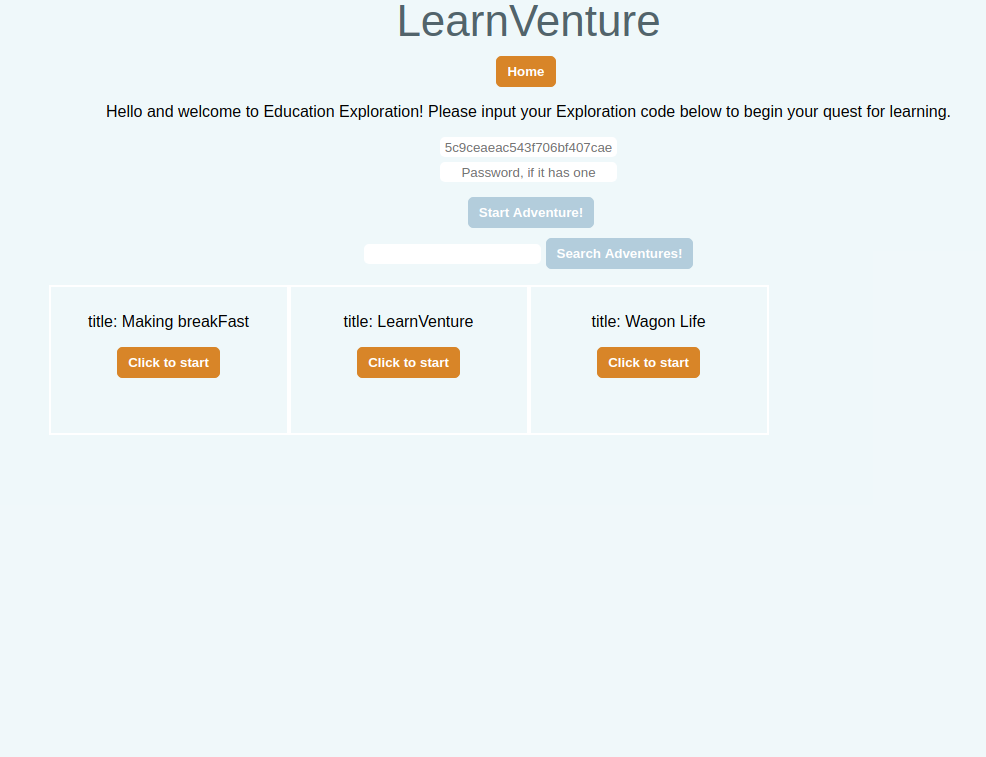 LearnVenture
Home
Hello and welcome to Education Exploration! Please input your Exploration code below to begin your quest for learning.
5c9ceaeac543f706bf407cae
Password, if it has one
Start Adventure!
Search Adventures!
title: Making breakFast
title: LearnVenture
title: Wagon Life
Click to start
Click to start
Click to start